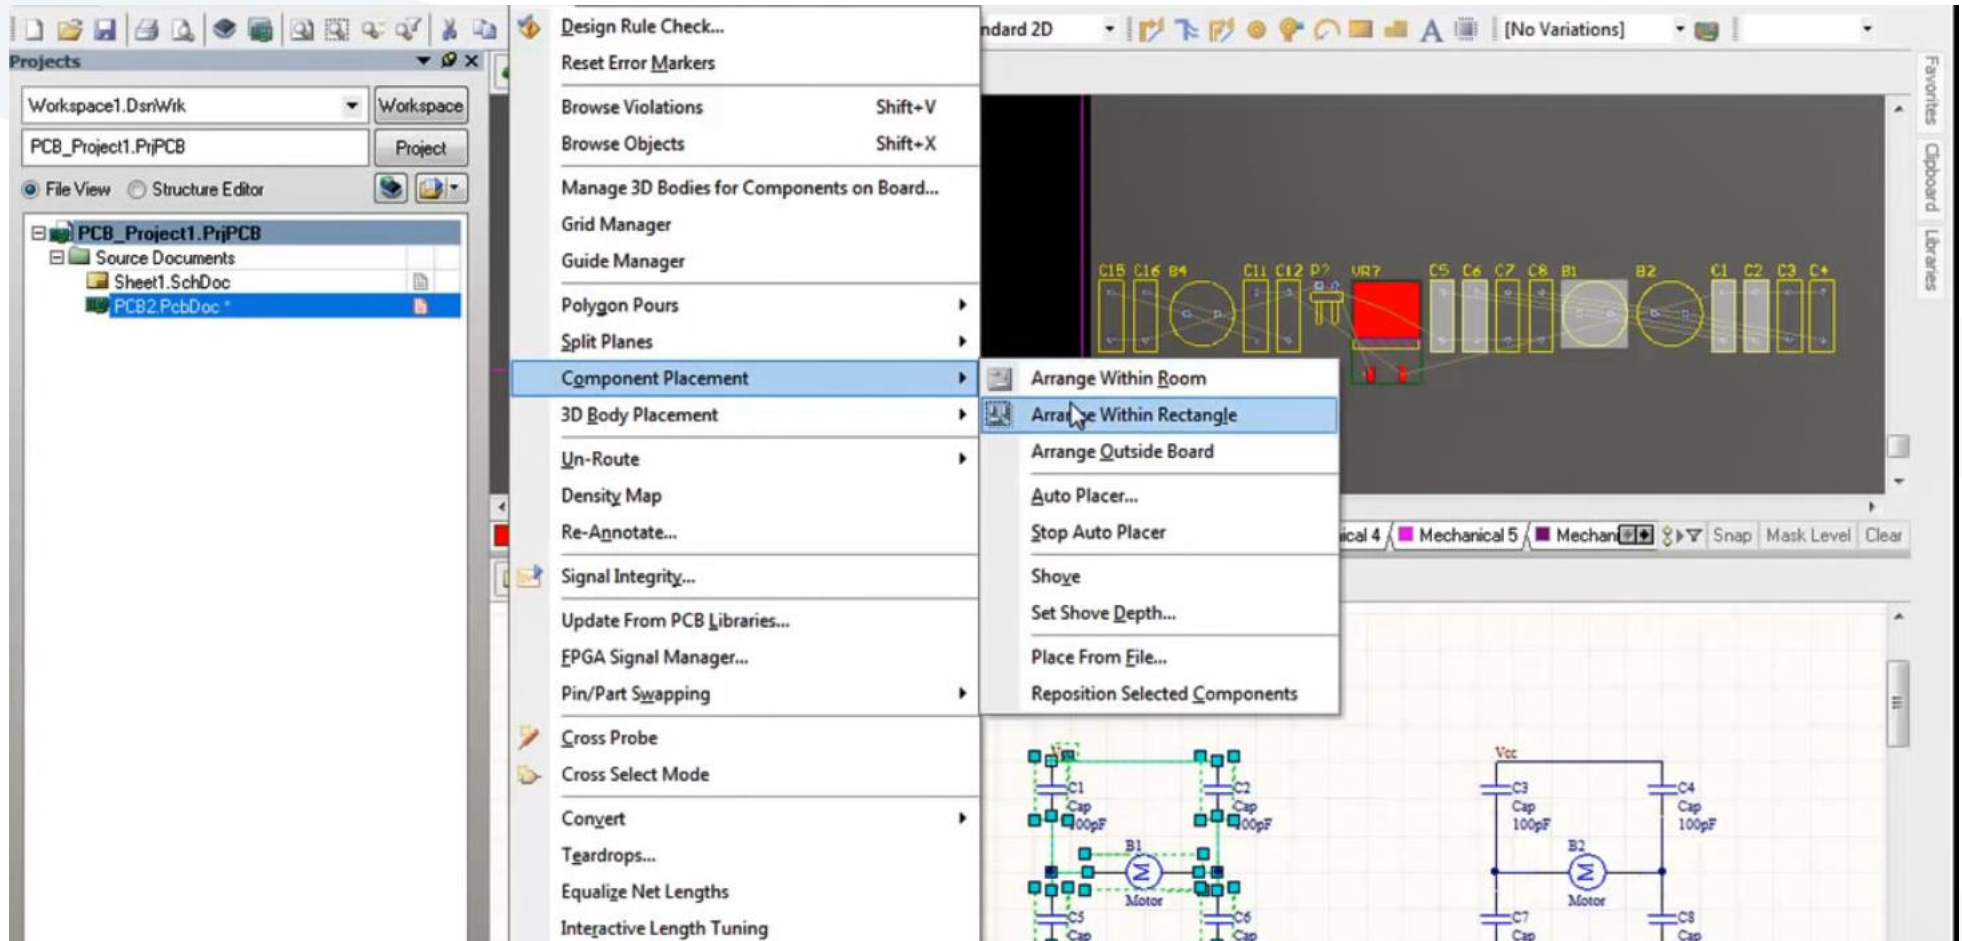 ndard 2D
[No Variations]
Projects
Workspace1.DsnWrk
Workspace
PCB_Project1.PrjPCB
Project
File View
Structure Editor
PCB_Project1.PrjPCB
Source Documents
Sheet1.SchDoc
PCB2.PcbDoc *
Design Rule Check...
Reset Error Markers
Browse Violations Shift+V
Browse Objects Shift+X
Manage 3D Bodies for Components on Board...
Grid Manager
Guide Manager
Polygon Pours
Split Planes
Component Placement
3D Body Placement
Un-Route
Density Map
Re-Annotate...
Signal Integrity...
Update From PCB Libraries...
FPGA Signal Manager...
Pin/Part Swapping
Cross Probe
Cross Select Mode
Convert
Teardrops...
Equalize Net Lengths
Interactive Length Tuning
Arrange Within Room
Arrange Within Rectangle
Arrange Outside Board
Auto Placer...
Stop Auto Placer
Shove
Set Shove Depth...
Place From File...
Reposition Selected Components
C15 C16 B4 C11 C12 P? VR? C5 C6 C7 C8 B1 B2 C1 C2 C3 C4
Favorites
Clipboard
Libraries
ical 4 Mechanical 5 Mechani Snap Mask Level Clear
C1
Cap
100pF
C2
Cap
100pF
B1
M
Motor
C5
Cap
C6
Cap
Vcc
C3
Cap
100pF
C4
Cap
100pF
B2
M
Motor
C7
Cap
C8
Cap